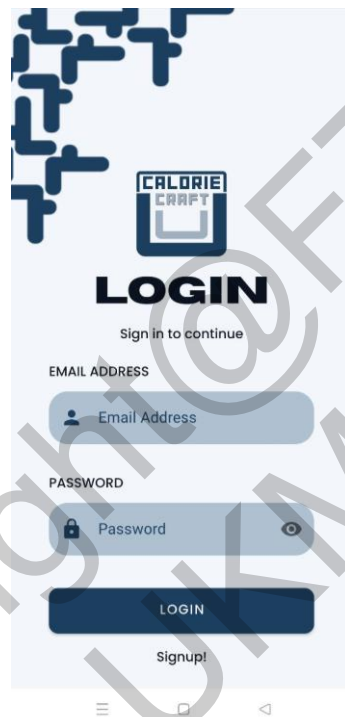 CALORIE
CRAFT
LOGIN
Sign in to continue
EMAIL ADDRESS
Email Address
PASSWORD
Password
LOGIN
Signup!